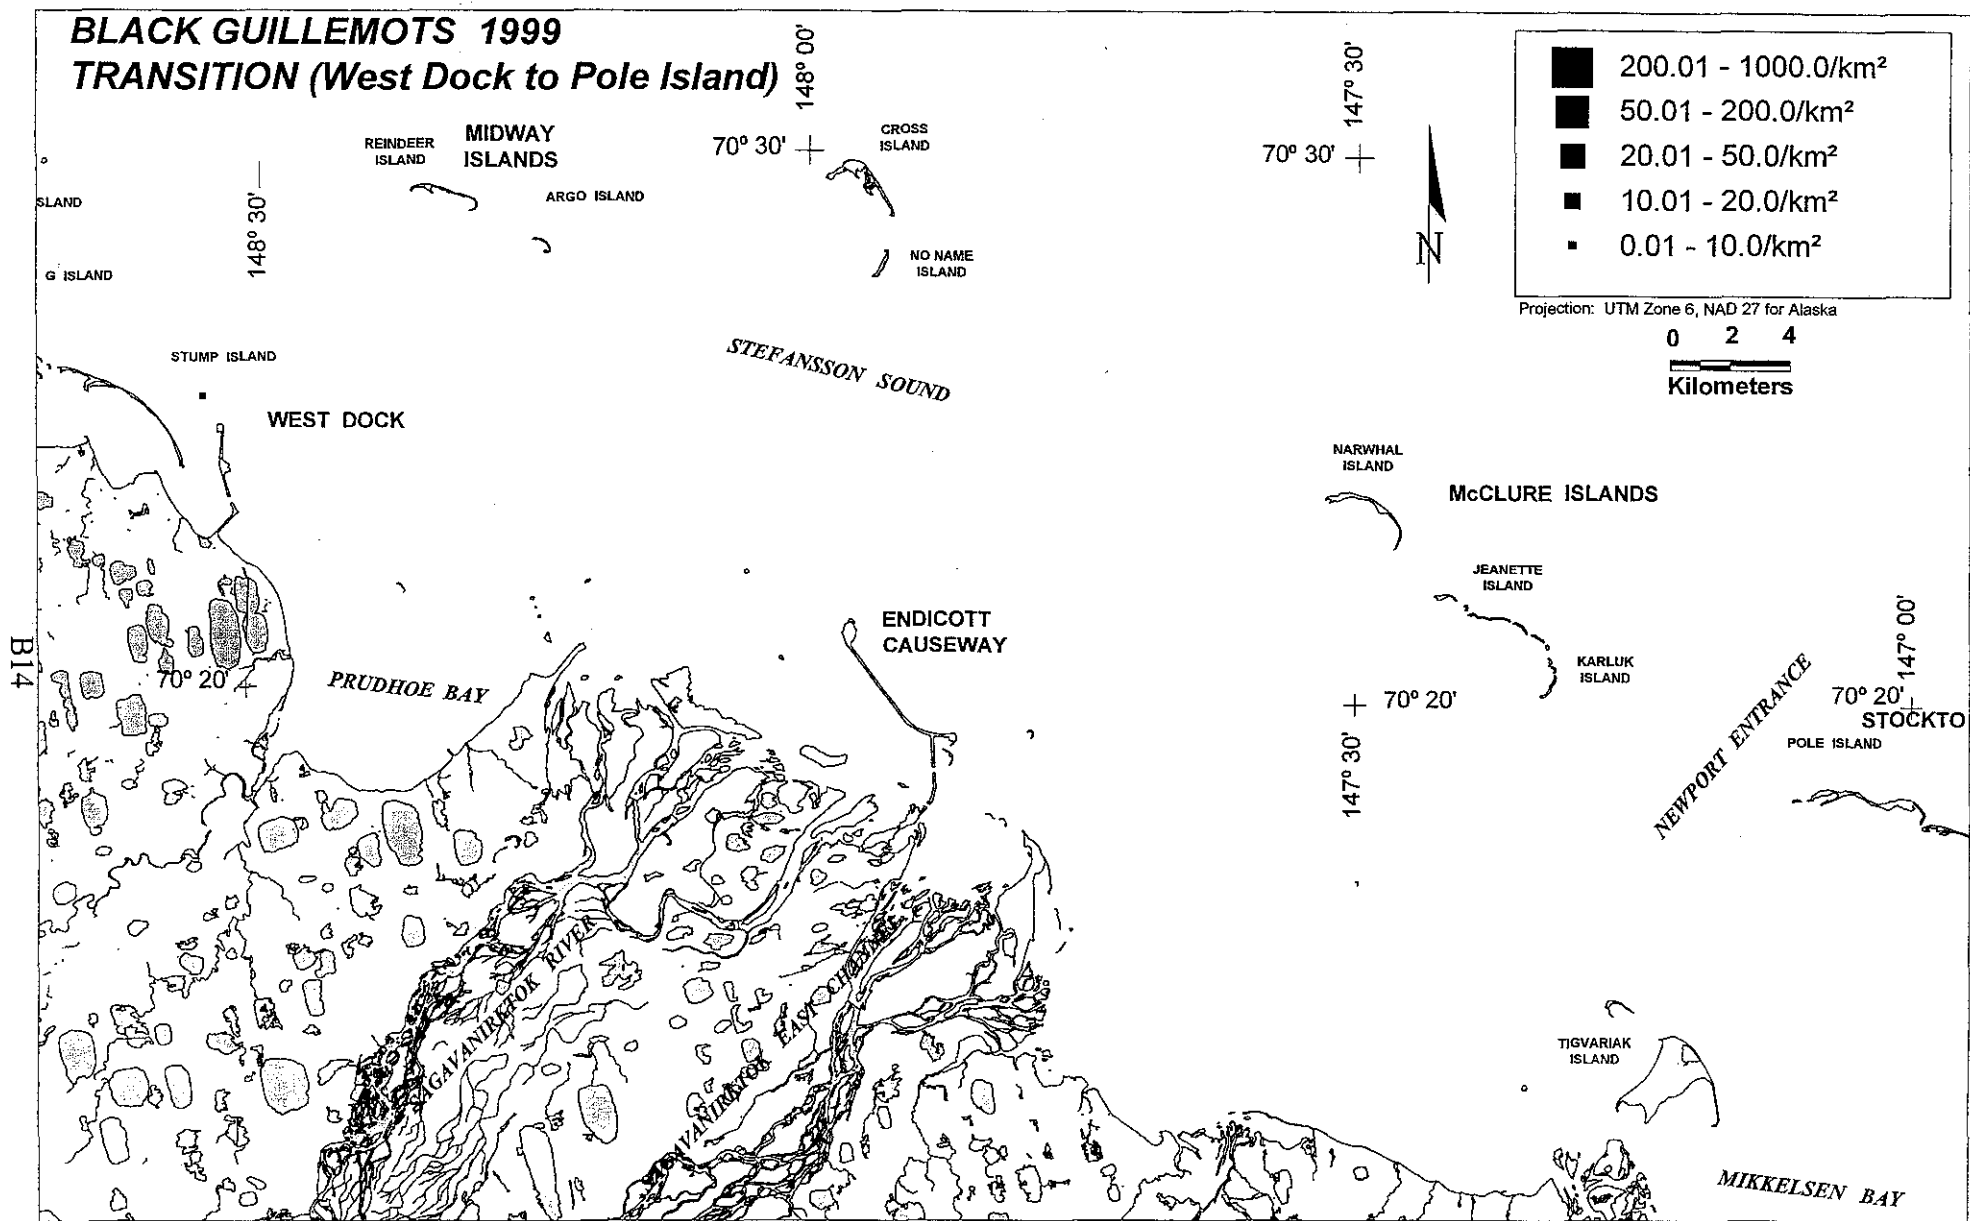 BLACK GUILLEMOTS 1999
TRANSITION (West Dock to Pole Island)
148° 00'
147° 30'
200.01 - 1000.0/km²
50.01 - 200.0/km²
20.01 - 50.0/km²
10.01 - 20.0/km²
0.01 - 10.0/km²
Projection: UTM Zone 6, NAD 27 for Alaska
0 2 4
Kilometers
N
REINDEER
ISLAND
MIDWAY
ISLANDS
70° 30'
CROSS
ISLAND
70° 30'
SLAND
148° 30'
ARGO ISLAND
G ISLAND
NO NAME
ISLAND
STUMP ISLAND
STEFANSSON SOUND
WEST DOCK
NARWHAL
ISLAND
McCLURE ISLANDS
JEANETTE
ISLAND
ENDICOTT
CAUSEWAY
147° 00'
KARLUK
ISLAND
B14
70° 20'
PRUDHOE BAY
70° 20'
70° 20'
STOCKTO
POLE ISLAND
NEWPORT ENTRANCE
147° 30'
SAGAVANIRKTOK RIVER
SAGAVANIRKTOK EAST CHANNEL
TIGVARIAK
ISLAND
MIKKELSEN BAY